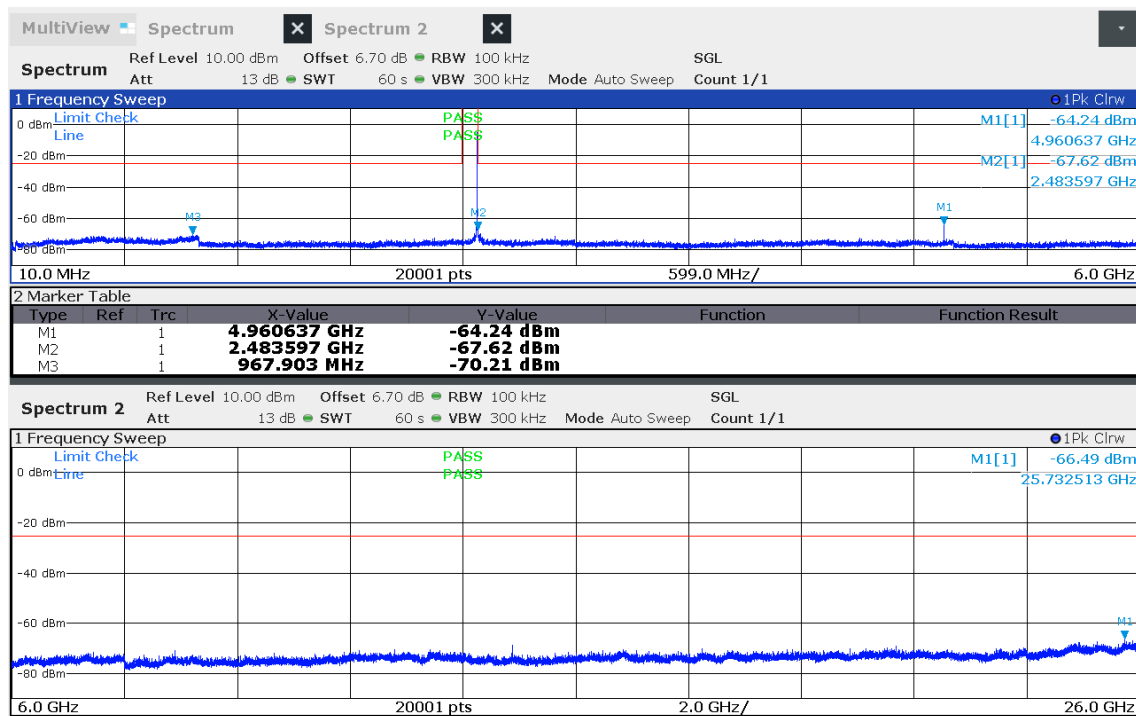 MultiView Spectrum Spectrum 2
Spectrum
Ref Level 10.00 dBm Offset 6.70 dB RBW 100 kHz SGL
Att 13 dB SWT 60 s VBW 300 kHz Mode Auto Sweep Count 1/1
1 Frequency Sweep 1Pk Clrw
Limit Check PASS M1[1] -64.24 dBm
0 dBm
Line PASS 4.960637 GHz
-20 dBm M2[1] -67.62 dBm
2.483597 GHz
-40 dBm
-60 dBm
M3 M2 M1
-80 dBm
10.0 MHz 20001 pts 599.0 MHz/ 6.0 GHz
2 Marker Table
Type Ref Trc X-Value Y-Value Function Function Result
M1 1 4.960637 GHz -64.24 dBm
M2 1 2.483597 GHz -67.62 dBm
M3 1 967.903 MHz -70.21 dBm
Spectrum 2
Ref Level 10.00 dBm Offset 6.70 dB RBW 100 kHz SGL
Att 13 dB SWT 60 s VBW 300 kHz Mode Auto Sweep Count 1/1
1 Frequency Sweep 1Pk Clrw
Limit Check PASS M1[1] -66.49 dBm
0 dBm Line PASS 25.732513 GHz
-20 dBm
-40 dBm
-60 dBm
M1
-80 dBm
6.0 GHz 20001 pts 2.0 GHz/ 26.0 GHz